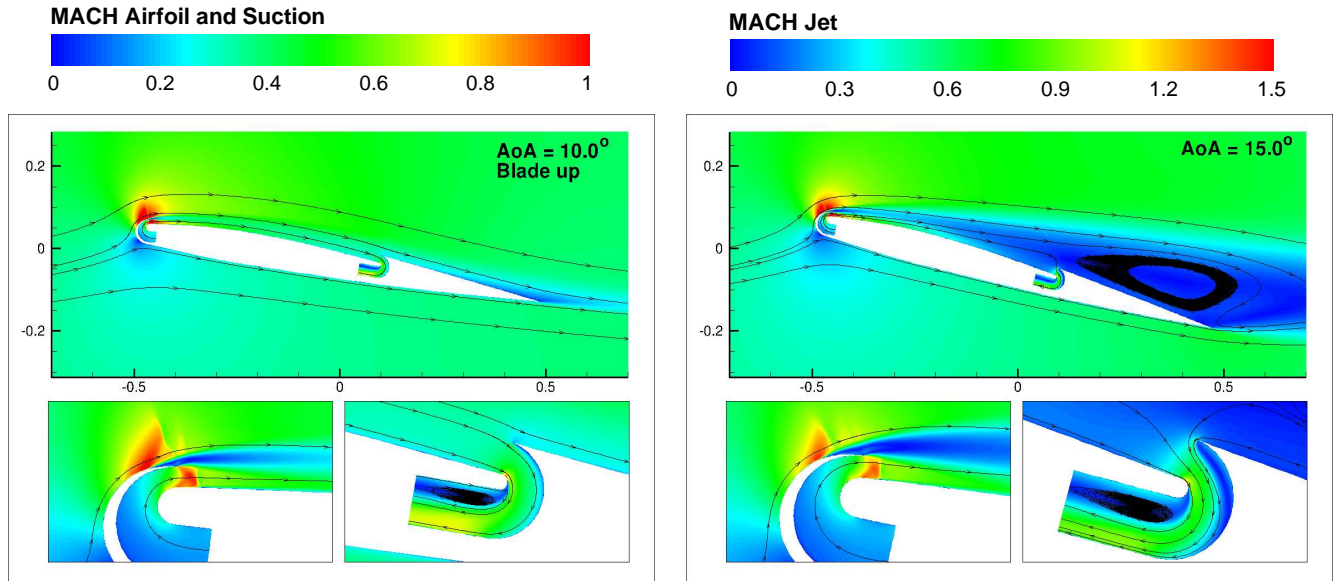 MACH Airfoil and Suction
0 0.2 0.4 0.6 0.8 1
MACH Jet
0 0.3 0.6 0.9 1.2 1.5
AoA = 10.0°
Blade up
0.2
0
-0.2
-0.5 0 0.5
AoA = 15.0°
0.2
0
-0.2
-0.5 0 0.5